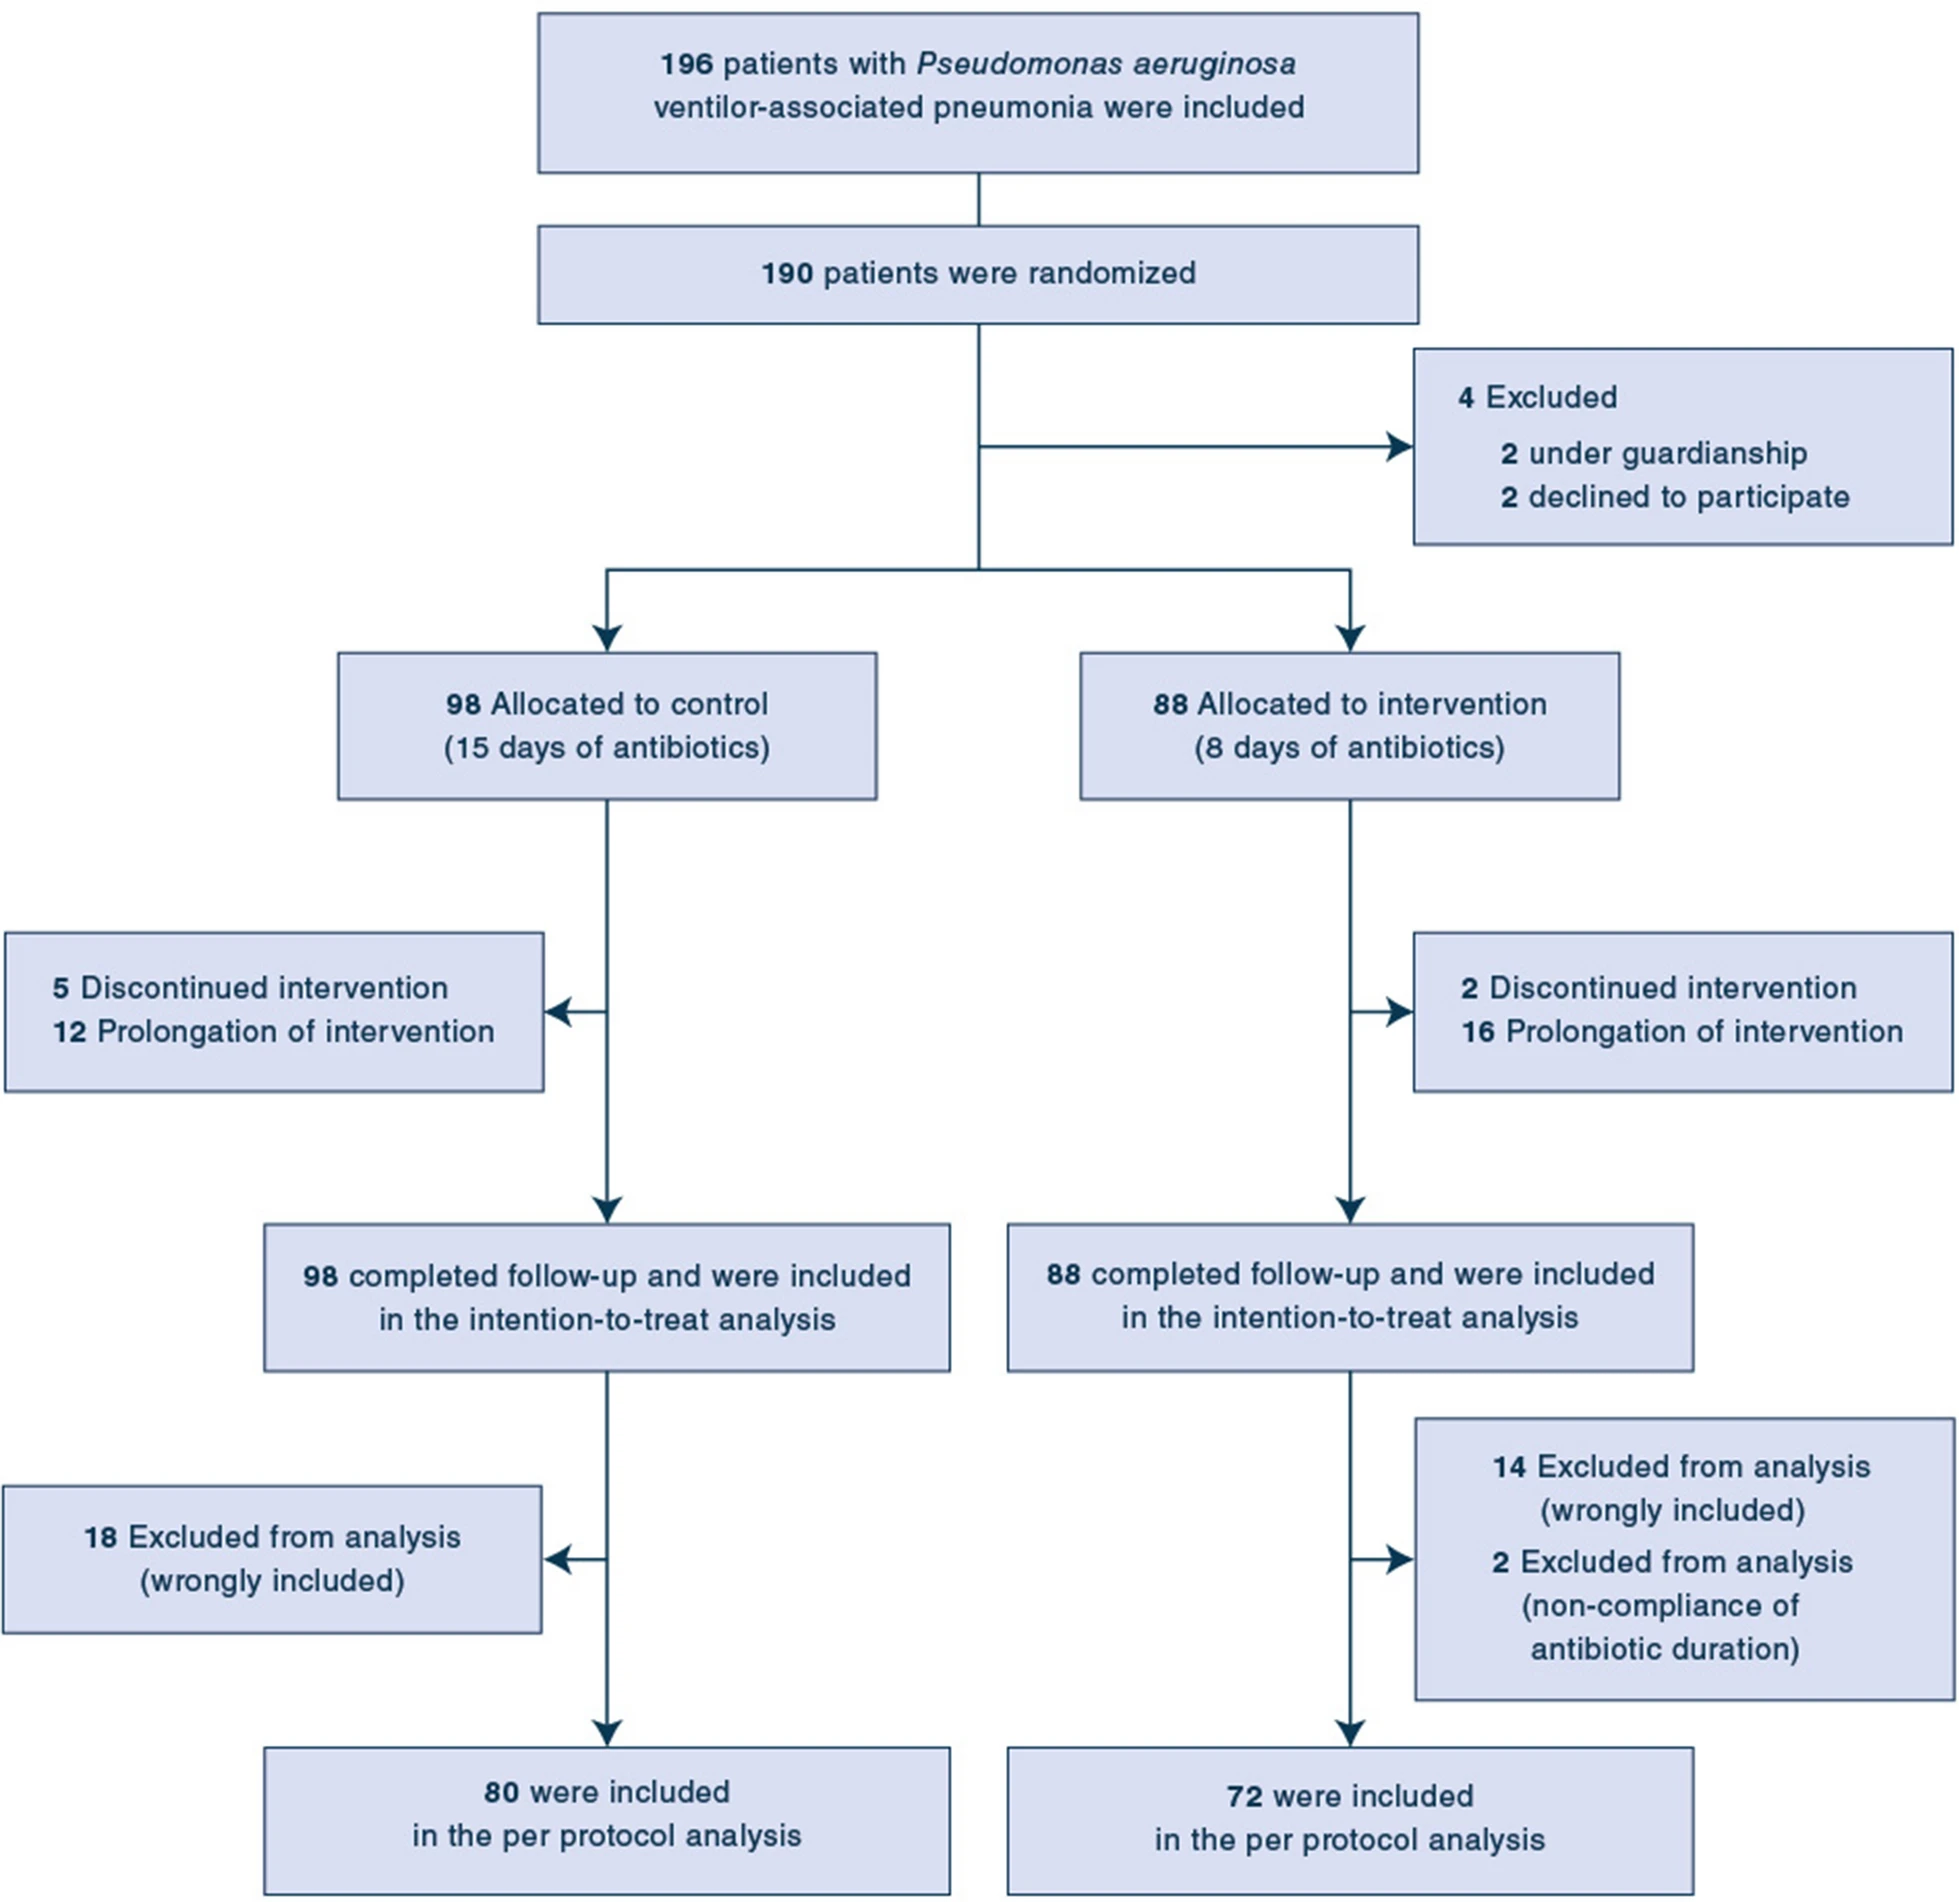 196 patients with Pseudomonas aeruginosa
ventilor-associated pneumonia were included
190 patients were randomized
4 Excluded
2 under guardianship
2 declined to participate
98 Allocated to control
(15 days of antibiotics)
88 Allocated to intervention
(8 days of antibiotics)
5 Discontinued intervention
12 Prolongation of intervention
2 Discontinued intervention
16 Prolongation of intervention
98 completed follow-up and were included
in the intention-to-treat analysis
88 completed follow-up and were included
in the intention-to-treat analysis
18 Excluded from analysis
(wrongly included)
14 Excluded from analysis
(wrongly included)
2 Excluded from analysis
(non-compliance of
antibiotic duration)
80 were included
in the per protocol analysis
72 were included
in the per protocol analysis